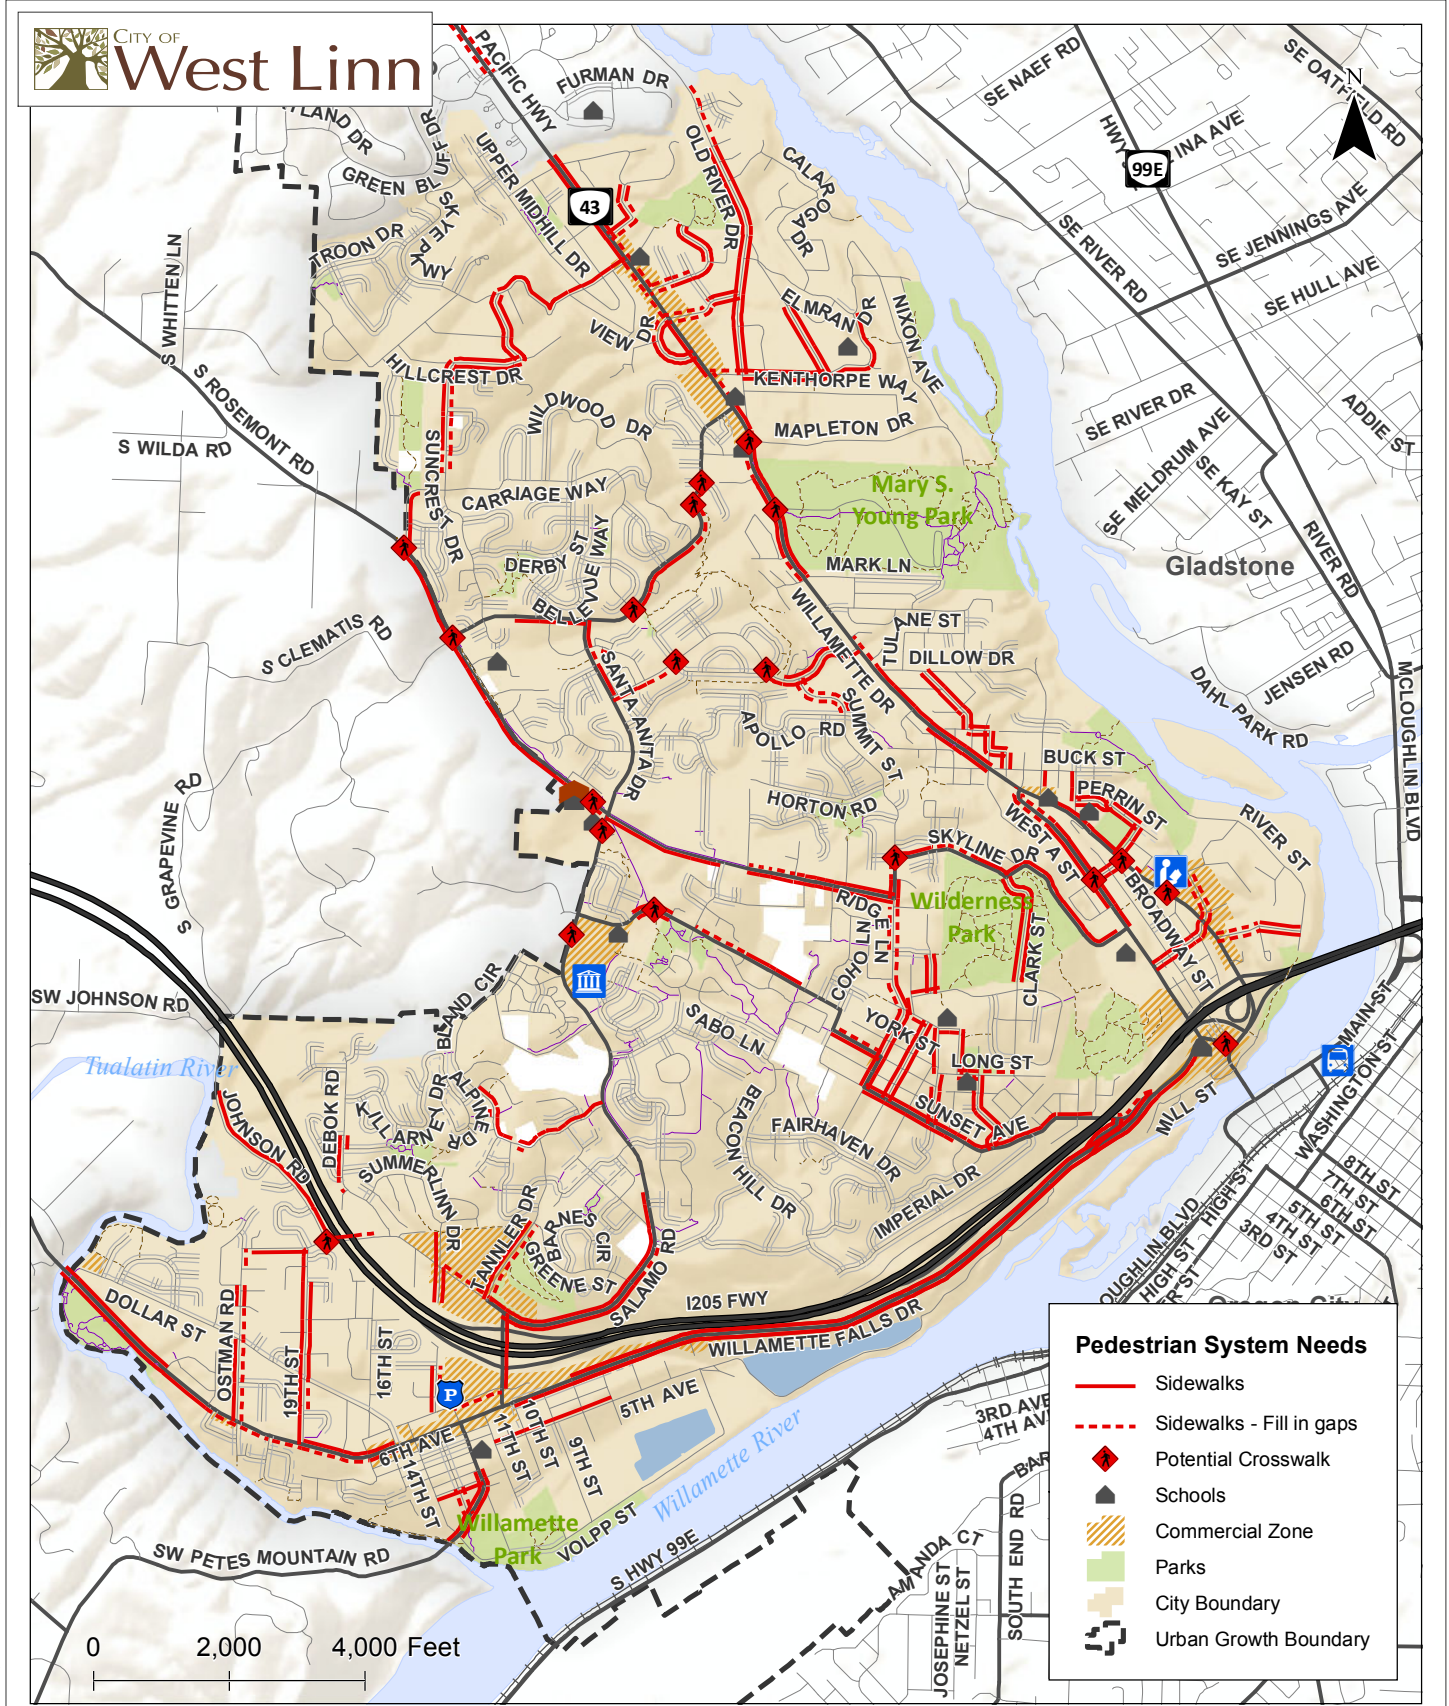 CITY OF
West Linn
PACIFIC HWY
FURMAN DR
SE NAEF RD
SE OATFIELD RD
N
TLAND DR
GREEN BLUFF DR
UPPER MIDHILL DR
OLD RIVER DR
CALAROGA DR
99E
INA AVE
43
SKYE PKWY
TROON DR
SE RIVER RD
SE JENNINGS AVE
SE HULL AVE
S WHITTEN LN
VIEW DR
ELMRAN DR
NIXON AVE
HILLCREST DR
KENTHORPE WAY
S ROSEMONT RD
WILDWOOD DR
MAPLETON DR
SE RIVER DR
ADDIE ST
S WILDA RD
SUNCREST DR
CARRIAGE WAY
Mary S.
Young Park
SE MELDRUM AVE
SE KAY ST
DERBY ST
BELLEVUE WAY
MARK LN
Gladstone
RIVER RD
S CLEMATIS RD
SANTA ANITA DR
WILLAMETTE DR
TULANE ST
DILLOW DR
JENSEN RD
DAHL PARK RD
MCLOUGHLIN BLVD
APOLLO RD
SUMMIT ST
BUCK ST
S GRAPEVINE RD
HORTON RD
PERRIN ST
WEST A ST
RIVER ST
SKYLINE DR
Wilderness
Park
RIDGE LN
COHO LN
CLARK ST
BROADWAY ST
SW JOHNSON RD
BLAND CIR
SABO LN
YORK ST
LONG ST
MAIN ST
WASHINGTON ST
Tualatin River
DEBOK RD
KILLARNEY DR
ALPINE DR
BEACON HILL DR
FAIRHAVEN DR
SUNSET AVE
MILL ST
JOHNSON RD
SUMMERLINN DR
IMPERIAL DR
HIGH ST
8TH ST
7TH ST
6TH ST
5TH ST
4TH ST
3RD ST
TANNLER DR
BARNES CIR
GREENE ST
SALAMO RD
OUGHLIN BLVD
HIGH ST
DOLLAR ST
OSTMAN RD
19TH ST
16TH ST
I205 FWY
WILLAMETTE FALLS DR
P
5TH AVE
6TH AVE
14TH ST
11TH ST
10TH ST
9TH ST
Willamette River
3RD AVE
4TH AV
BAR
Willamette
Park
VOLPP ST
SW PETES MOUNTAIN RD
S HWY 99E
AMANDA CT
JOSEPHINE ST
NETZEL ST
SOUTH END RD
Pedestrian System Needs
Sidewalks
Sidewalks - Fill in gaps
Potential Crosswalk
Schools
Commercial Zone
Parks
City Boundary
Urban Growth Boundary
0 2,000 4,000 Feet